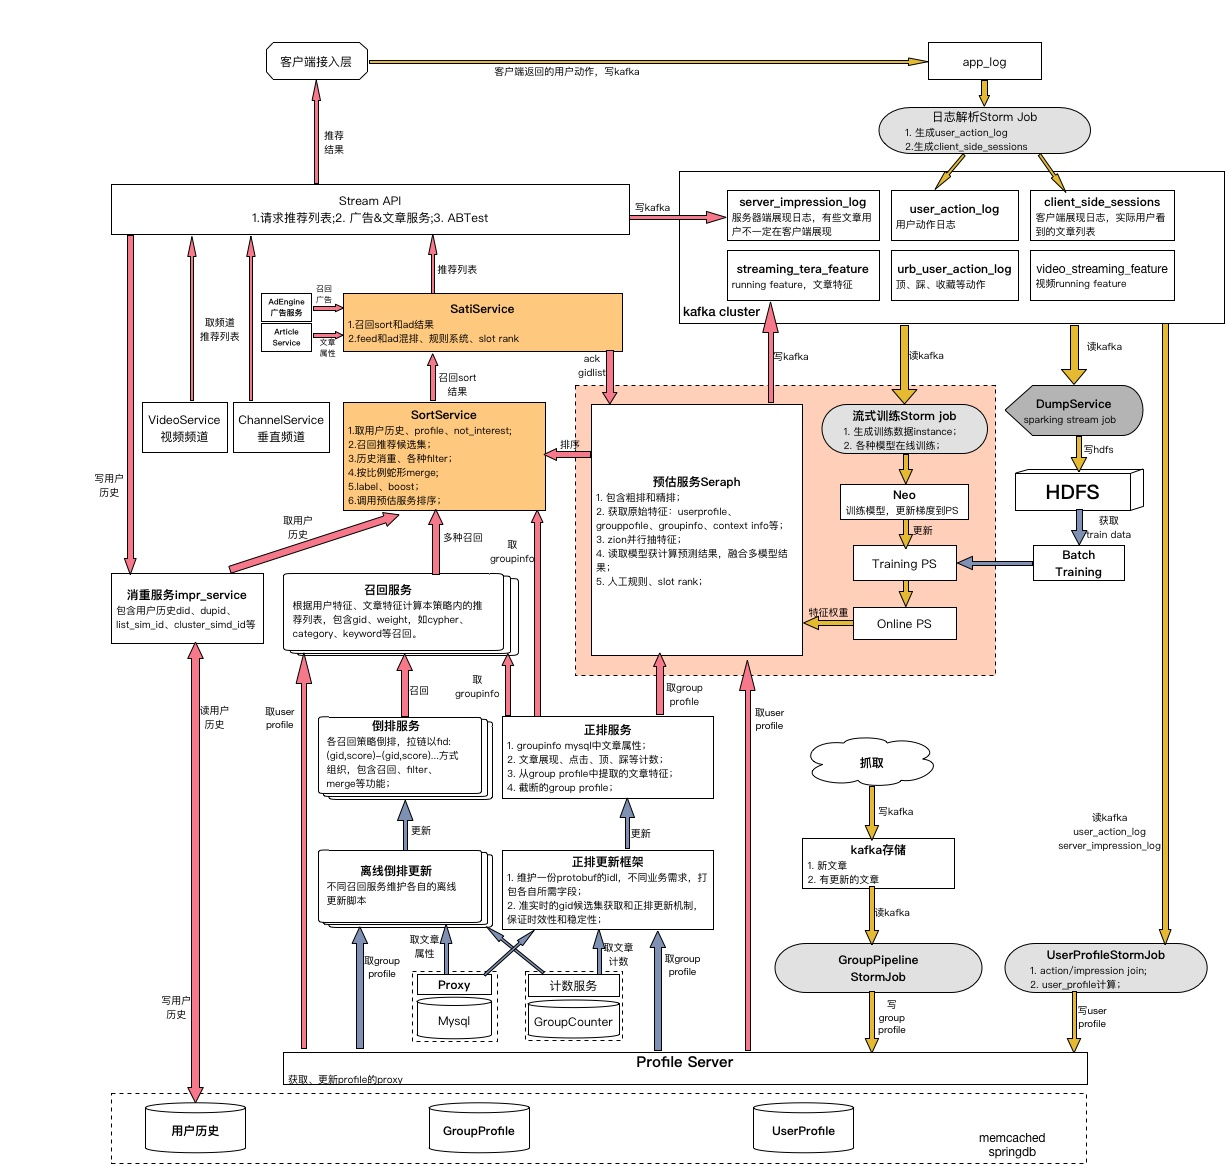 客户端接入层
客户端返回的用户动作，写kafka
app_log
日志解析Storm Job
1. 生成user_action_log
2.生成client_side_sessions
推荐
结果
Stream API
1.请求推荐列表;2. 广告&文章服务;3. ABTest
写kafka
server_impression_log
服务器端展现日志，有些文章用
户不一定在客户端展现
user_action_log
用户动作日志
client_side_sessions
客户端展现日志，实际用户看
到的文章列表
streaming_tera_feature
running feature，文章特征
urb_user_action_log
顶、踩、收藏等动作
video_streaming_feature
视频running feature
kafka cluster
推荐列表
取频道
推荐列表
AdEngine
广告服务
召回
广告
Article
Service
文章
属性
SatiService
1.召回sort和ad结果
2.feed和ad混排、规则系统、slot rank
ack
gidlist
写kafka
读kafka
读kafka
召回sort
结果
VideoService
视频频道
ChannelService
垂直频道
SortService
1.取用户历史、profile、not_interest;
2.召回推荐候选集；
3.历史消重、各种filter；
4.按比例蛇形merge;
5.label、boost；
6.调用预估服务排序；
排序
预估服务Seraph
1. 包含粗排和精排；
2. 获取原始特征：userprofile、
grouppofile、groupinfo、context info等；
3. zion并行抽特征；
4. 读取模型获计算预测结果，融合多模型结
果；
5. 人工规则、slot rank；
流式训练Storm job
1. 生成训练数据instance；
2. 各种模型在线训练；
Neo
训练模型，更新梯度到PS
更新
Training PS
特征权重
Online PS
DumpService
sparking stream job
写hdfs
HDFS
获取
train data
Batch
Training
写用户
历史
取用户
历史
多种召回
取
groupinfo
消重服务impr_service
包含用户历史did、dupid、
list_sim_id、cluster_simd_id等
召回服务
根据用户特征、文章特征计算本策略内的推
荐列表，包含gid、weight，如cypher、
category、keyword等召回。
读用户
历史
取user
profile
召回
取
groupinfo
取group
profile
取user
profile
倒排服务
各召回策略倒排，拉链以fid:
(gid,score)-(gid,score)...方式
组织，包含召回、filter、
merge等功能；
正排服务
1. groupinfo mysql中文章属性；
2. 文章展现、点击、顶、踩等计数；
3. 从group profile中提取的文章特征；
4. 截断的group profile；
抓取
写kafka
更新
更新
离线倒排更新
不同召回服务维护各自的离线
更新脚本
正排更新框架
1. 维护一份protobuf的idl，不同业务需求，打
包各自所需字段；
2. 准实时的gid候选集获取和正排更新机制，
保证时效性和稳定性；
kafka存储
1. 新文章
2. 有更新的文章
读kafka
user_action_log
server_impression_log
读kafka
取group
profile
取文章
属性
取文章
计数
取group
profile
Proxy
Mysql
计数服务
GroupCounter
GroupPipeline
StormJob
UserProfileStormJob
1. action/impression join;
2. user_profile计算；
写用户
历史
写
group
profile
写user
profile
Profile Server
获取、更新profile的proxy
用户历史
GroupProfile
UserProfile
memcached
springdb